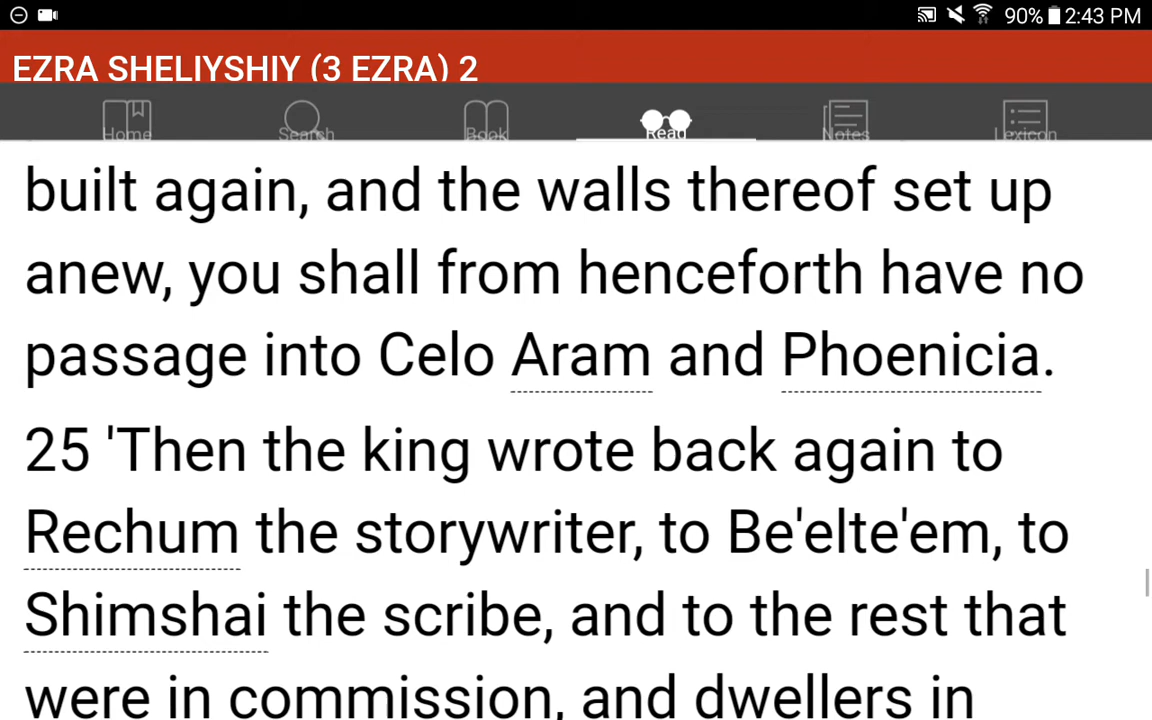 90% 2:43 PM
EZRA SHELIYSHIY (3 EZRA) 2
Home Search Book Read Notes Lexicon
built again, and the walls thereof set up
anew, you shall from henceforth have no
passage into Celo Aram and Phoenicia.
25 'Then the king wrote back again to
Rechum the storywriter, to Be'elte'em, to
Shimshai the scribe, and to the rest that
were in commission, and dwellers in